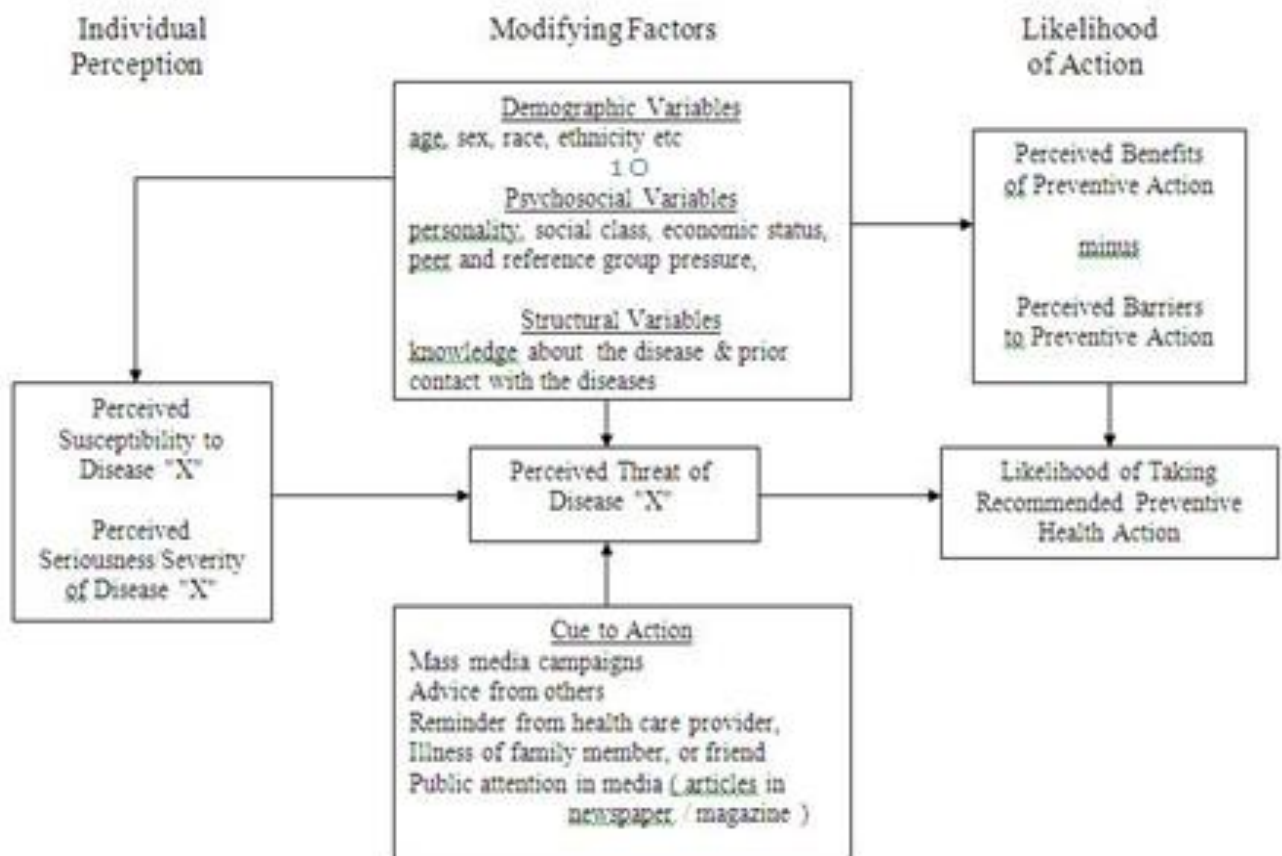 Individual
Perception
Modifying Factors
Likelihood
of Action
Demographic Variables
age, sex, race, ethnicity etc
10
Psychosocial Variables
personality, social class, economic status,
peer and reference group pressure,
Structural Variables
knowledge about the disease & prior
contact with the diseases
Perceived Benefits
of Preventive Action
minus
Perceived Barriers
to Preventive Action
Perceived
Susceptibility to
Disease "X"
Perceived
Seriousness/Severity
of Disease "X"
Perceived Threat of
Disease "X"
Likelihood of Taking
Recommended Preventive
Health Action
Cue to Action
Mass media campaigns
Advice from others
Reminder from health care provider,
Illness of family member, or friend
Public attention in media ( articles in
newspaper / magazine )